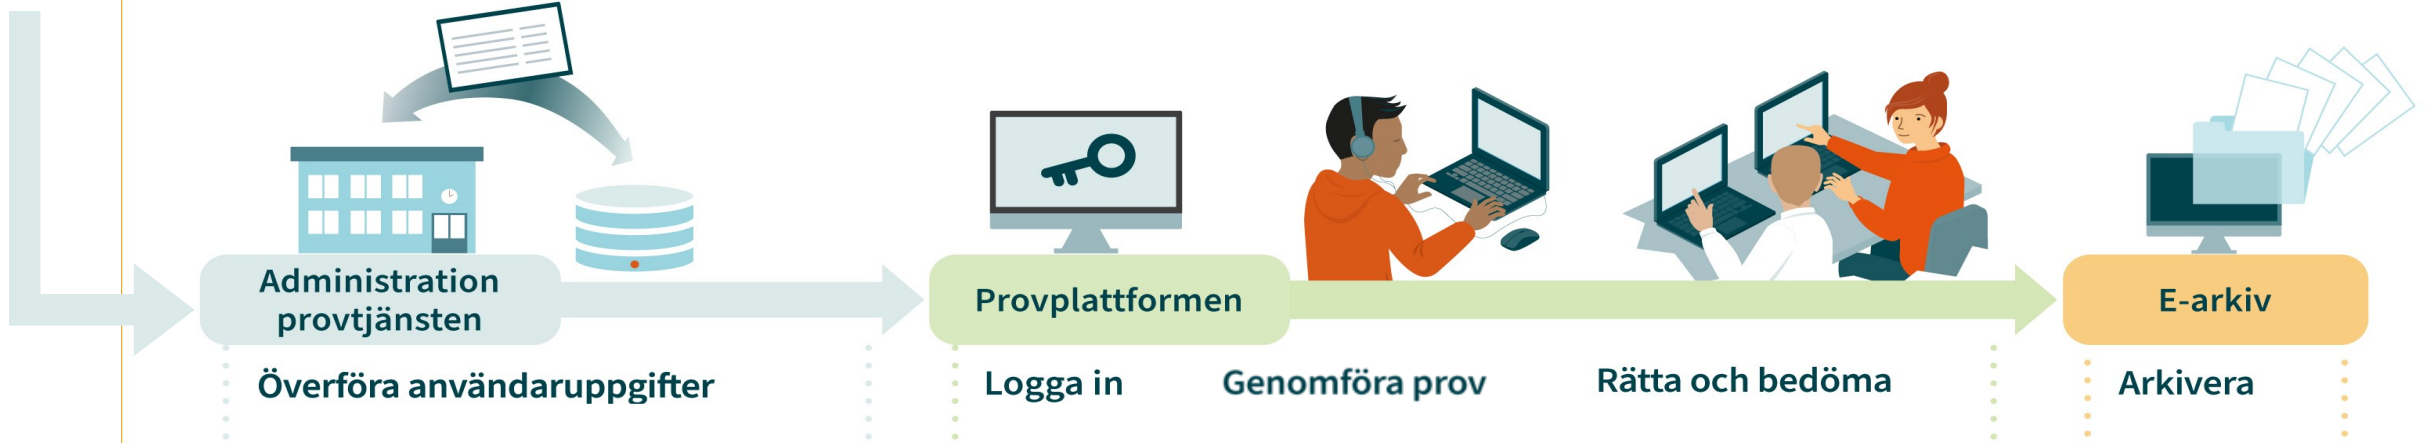 Administration
provtjänsten
Provplattformen
E-arkiv
Överföra användaruppgifter
Logga in
Genomföra prov
Rätta och bedöma
Arkivera